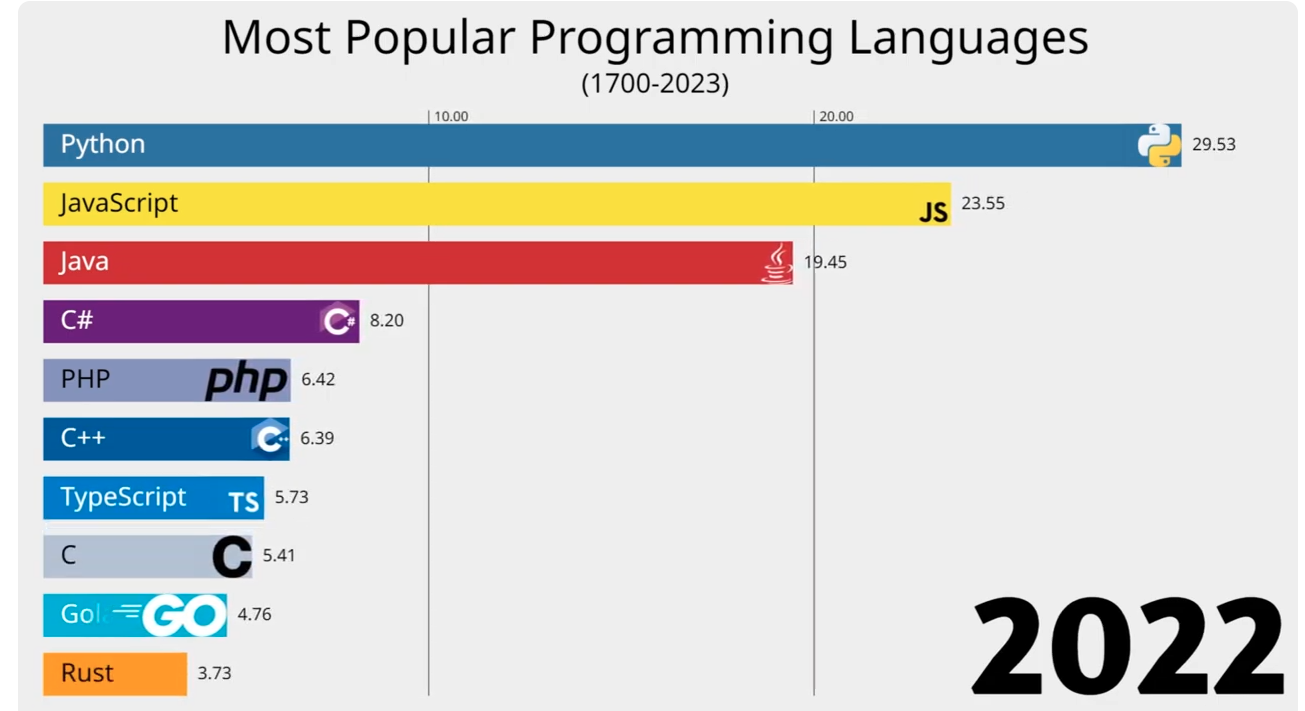 Most Popular Programming Languages
(1700-2023)
10.00 20.00
Python 29.53
JavaScript JS 23.55
Java 19.45
C# C# 8.20
PHP php 6.42
C++ C++ 6.39
TypeScript TS 5.73
C C 5.41
Gol GO 4.76
Rust 3.73
2022